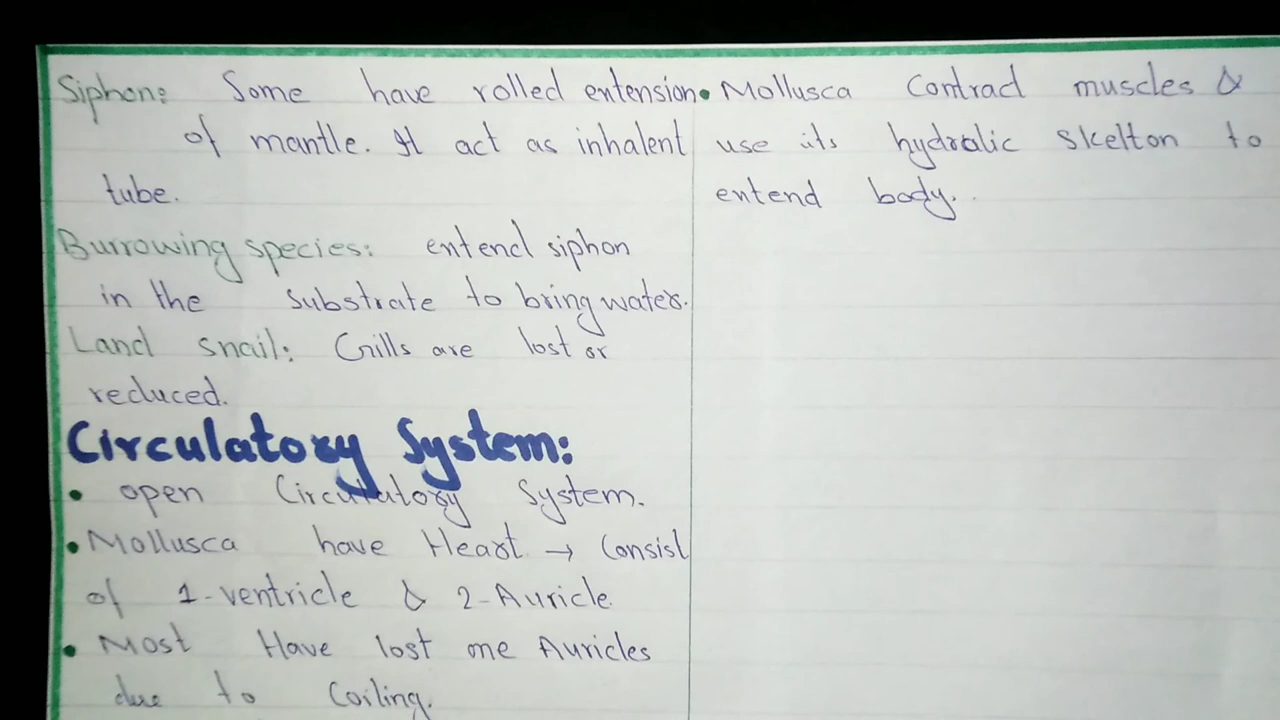 Siphon: Some have rolled extension
of mantle. It act as inhalent
tube.
Burrowing species: entend siphon
in the substrate to bring water.
Land snail: Gills are lost or
reduced.
Circulatory System:
• open Circulatory System.
• Mollusca have Heart → Consist
of 1-ventricle & 2-Auricle.
• Most Have lost one Auricles
due to Coiling.
• Mollusca Contract muscles &
use its hydralic skelton to
entend body.